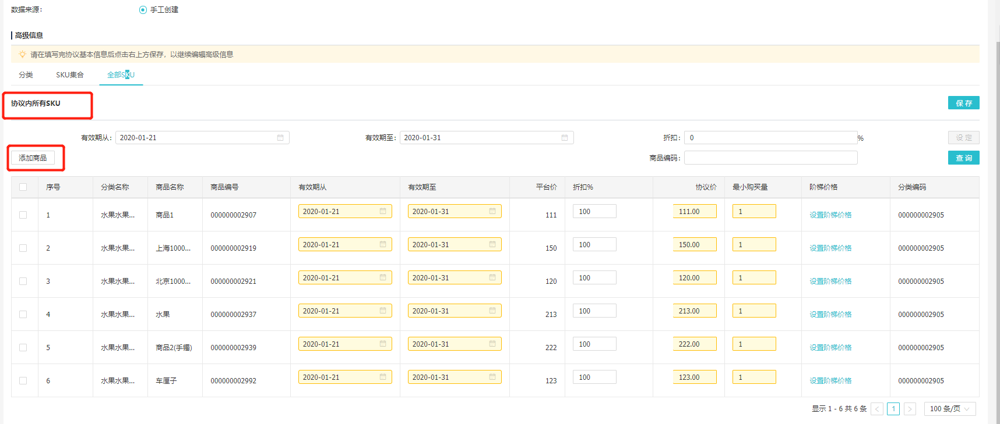 数据来源: 手工创建
高级信息
请在填写完协议基本信息后点击右上方保存，以继续编辑高级信息
分类 SKU集合 全部SKU
协议内所有SKU 保存
有效期从: 2020-01-21 有效期至: 2020-01-31 折扣: 0 % 设定
添加商品 商品编码: 查询
序号 分类名称 商品名称 商品编号 有效期从 有效期至 平台价 折扣% 协议价 最小购买量 阶梯价格 分类编码
1 水果水果... 商品1 000000002907 2020-01-21 2020-01-31 111 100 111.00 1 设置阶梯价格 000000002905
2 水果水果... 上海1000... 000000002919 2020-01-21 2020-01-31 150 100 150.00 1 设置阶梯价格 000000002905
3 水果水果... 北京1000... 000000002921 2020-01-21 2020-01-31 120 100 120.00 1 设置阶梯价格 000000002905
4 水果水果... 水果 000000002937 2020-01-21 2020-01-31 213 100 213.00 1 设置阶梯价格 000000002905
5 水果水果... 商品2(手镯) 000000002939 2020-01-21 2020-01-31 222 100 222.00 1 设置阶梯价格 000000002905
6 水果水果... 车厘子 000000002992 2020-01-21 2020-01-31 123 100 123.00 1 设置阶梯价格 000000002905
显示 1 - 6 共 6 条 < 1 > 100 条/页